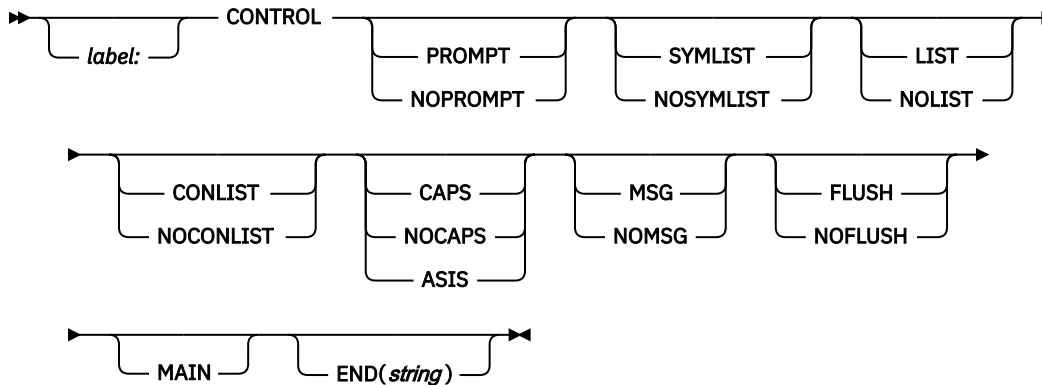 CONTROL
label:
PROMPT SYMLIST LIST
NOPROMPT NOSYMLIST NOLIST
CONLIST CAPS MSG FLUSH
NOCONLIST NOCAPS NOMSG NOFLUSH
ASIS
MAIN END(string)